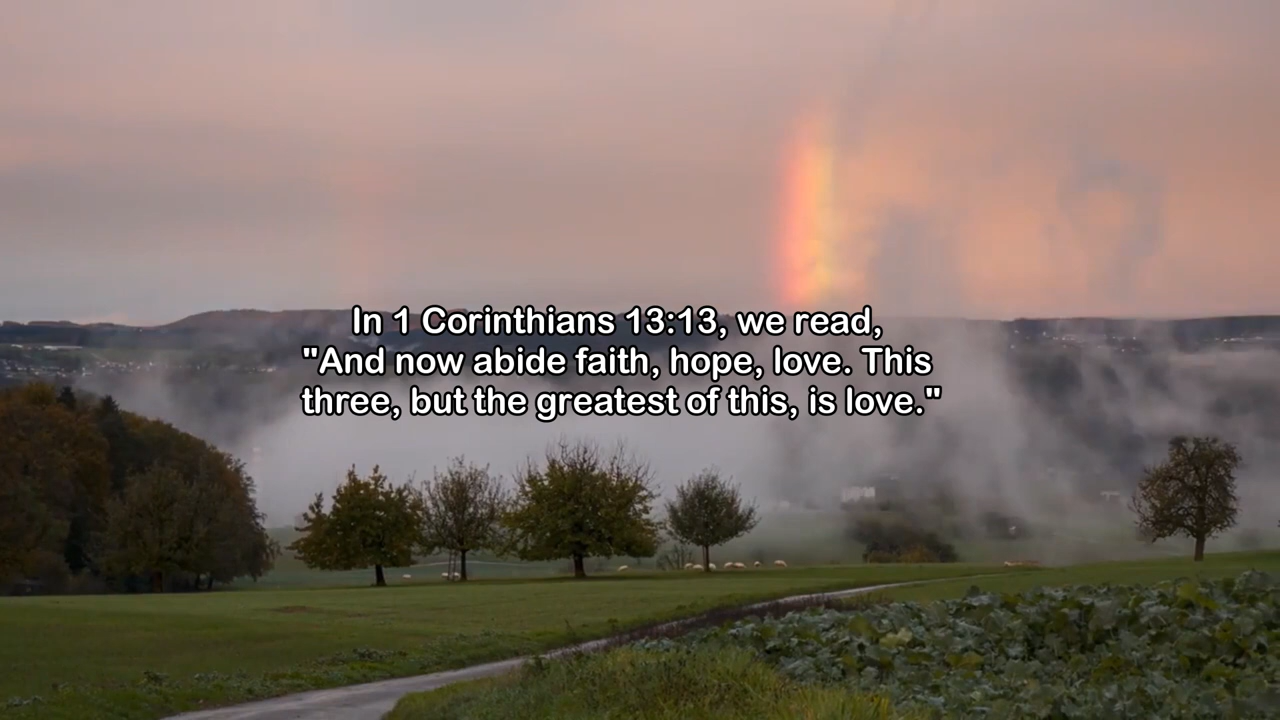 In 1 Corinthians 13:13, we read,
"And now abide faith, hope, love. This
three, but the greatest of this, is love."